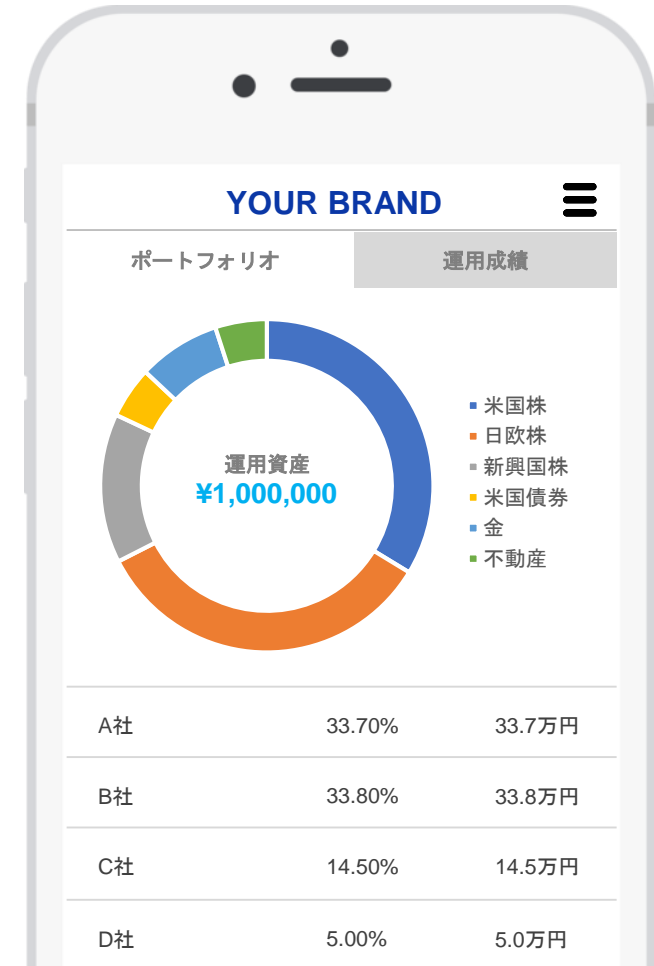 YOUR BRAND
ポートフォリオ 運用成績
運用資産
¥1,000,000
米国株
日欧株
新興国株
米国債券
金
不動産
A社 33.70% 33.7万円
B社 33.80% 33.8万円
C社 14.50% 14.5万円
D社 5.00% 5.0万円